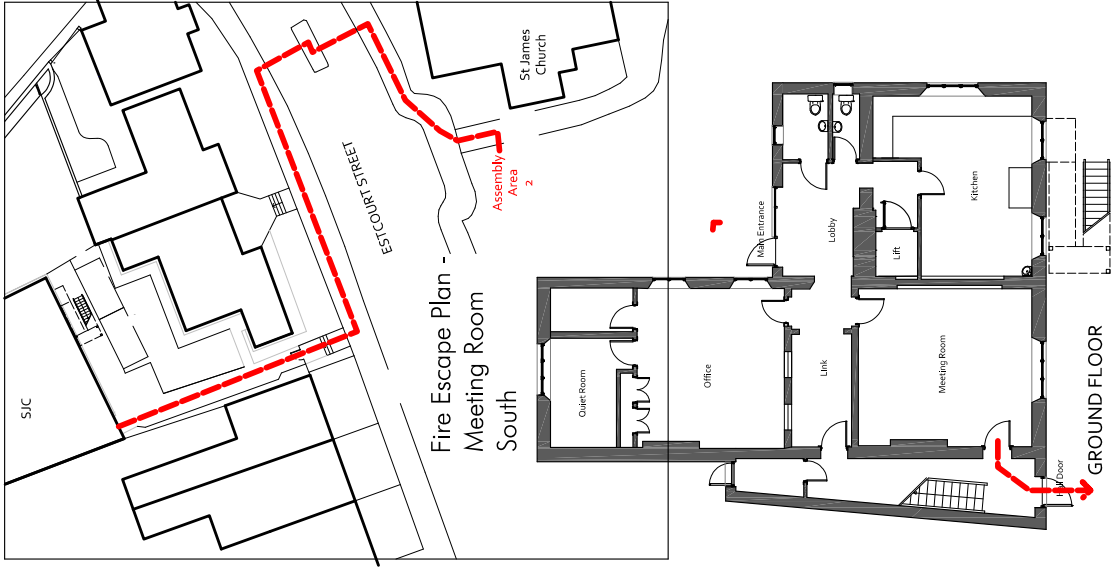 St James
Church
SJC
ESTCOURT STREET
Assembly
Area
2
Fire Escape Plan -
Meeting Room
South
Main Entrance
Lobby
Lift
Kitchen
Quiet Room
Office
Link
Meeting Room
Door
GROUND FLOOR